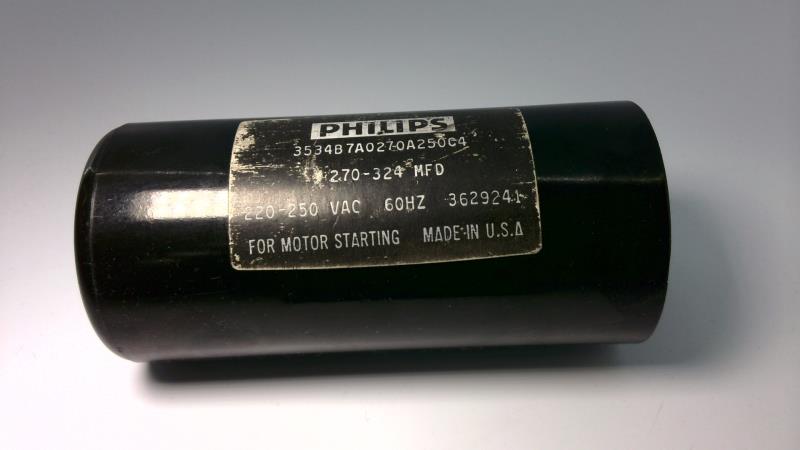 PHILIPS
3534B7A0270A250C4
270-324 MFD
220-250 VAC 60HZ 3629241
FOR MOTOR STARTING MADE IN U.S.A